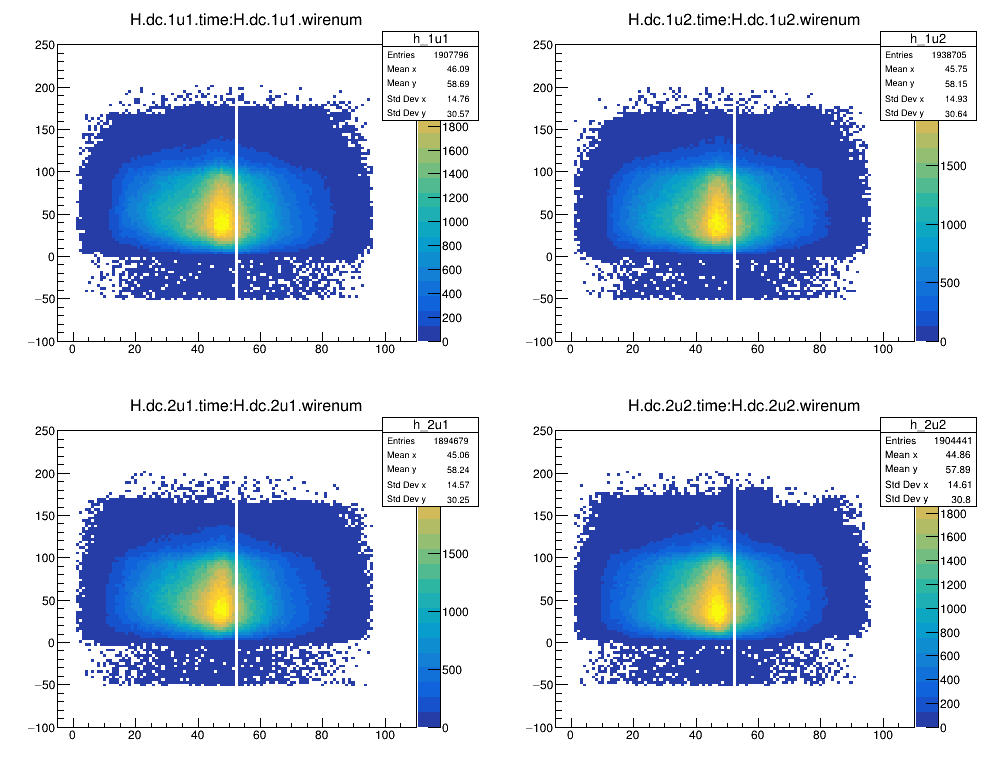 H.dc.1u1.time:H.dc.1u1.wirenum
h_1u1
Entries 1907796
Mean x 46.09
Mean y 58.69
Std Dev x 14.76
Std Dev y 30.57
250
200
150
100
50
0
−50
−100
0 20 40 60 80 100
1800
1600
1400
1200
1000
800
600
400
200
0
H.dc.1u2.time:H.dc.1u2.wirenum
h_1u2
Entries 1938705
Mean x 45.75
Mean y 58.15
Std Dev x 14.93
Std Dev y 30.64
250
200
150
100
50
0
−50
−100
0 20 40 60 80 100
1500
1000
500
0
H.dc.2u1.time:H.dc.2u1.wirenum
h_2u1
Entries 1894679
Mean x 45.06
Mean y 58.24
Std Dev x 14.57
Std Dev y 30.25
250
200
150
100
50
0
−50
−100
0 20 40 60 80 100
1500
1000
500
0
H.dc.2u2.time:H.dc.2u2.wirenum
h_2u2
Entries 1904441
Mean x 44.86
Mean y 57.89
Std Dev x 14.61
Std Dev y 30.8
250
200
150
100
50
0
−50
−100
0 20 40 60 80 100
1800
1600
1400
1200
1000
800
600
400
200
0